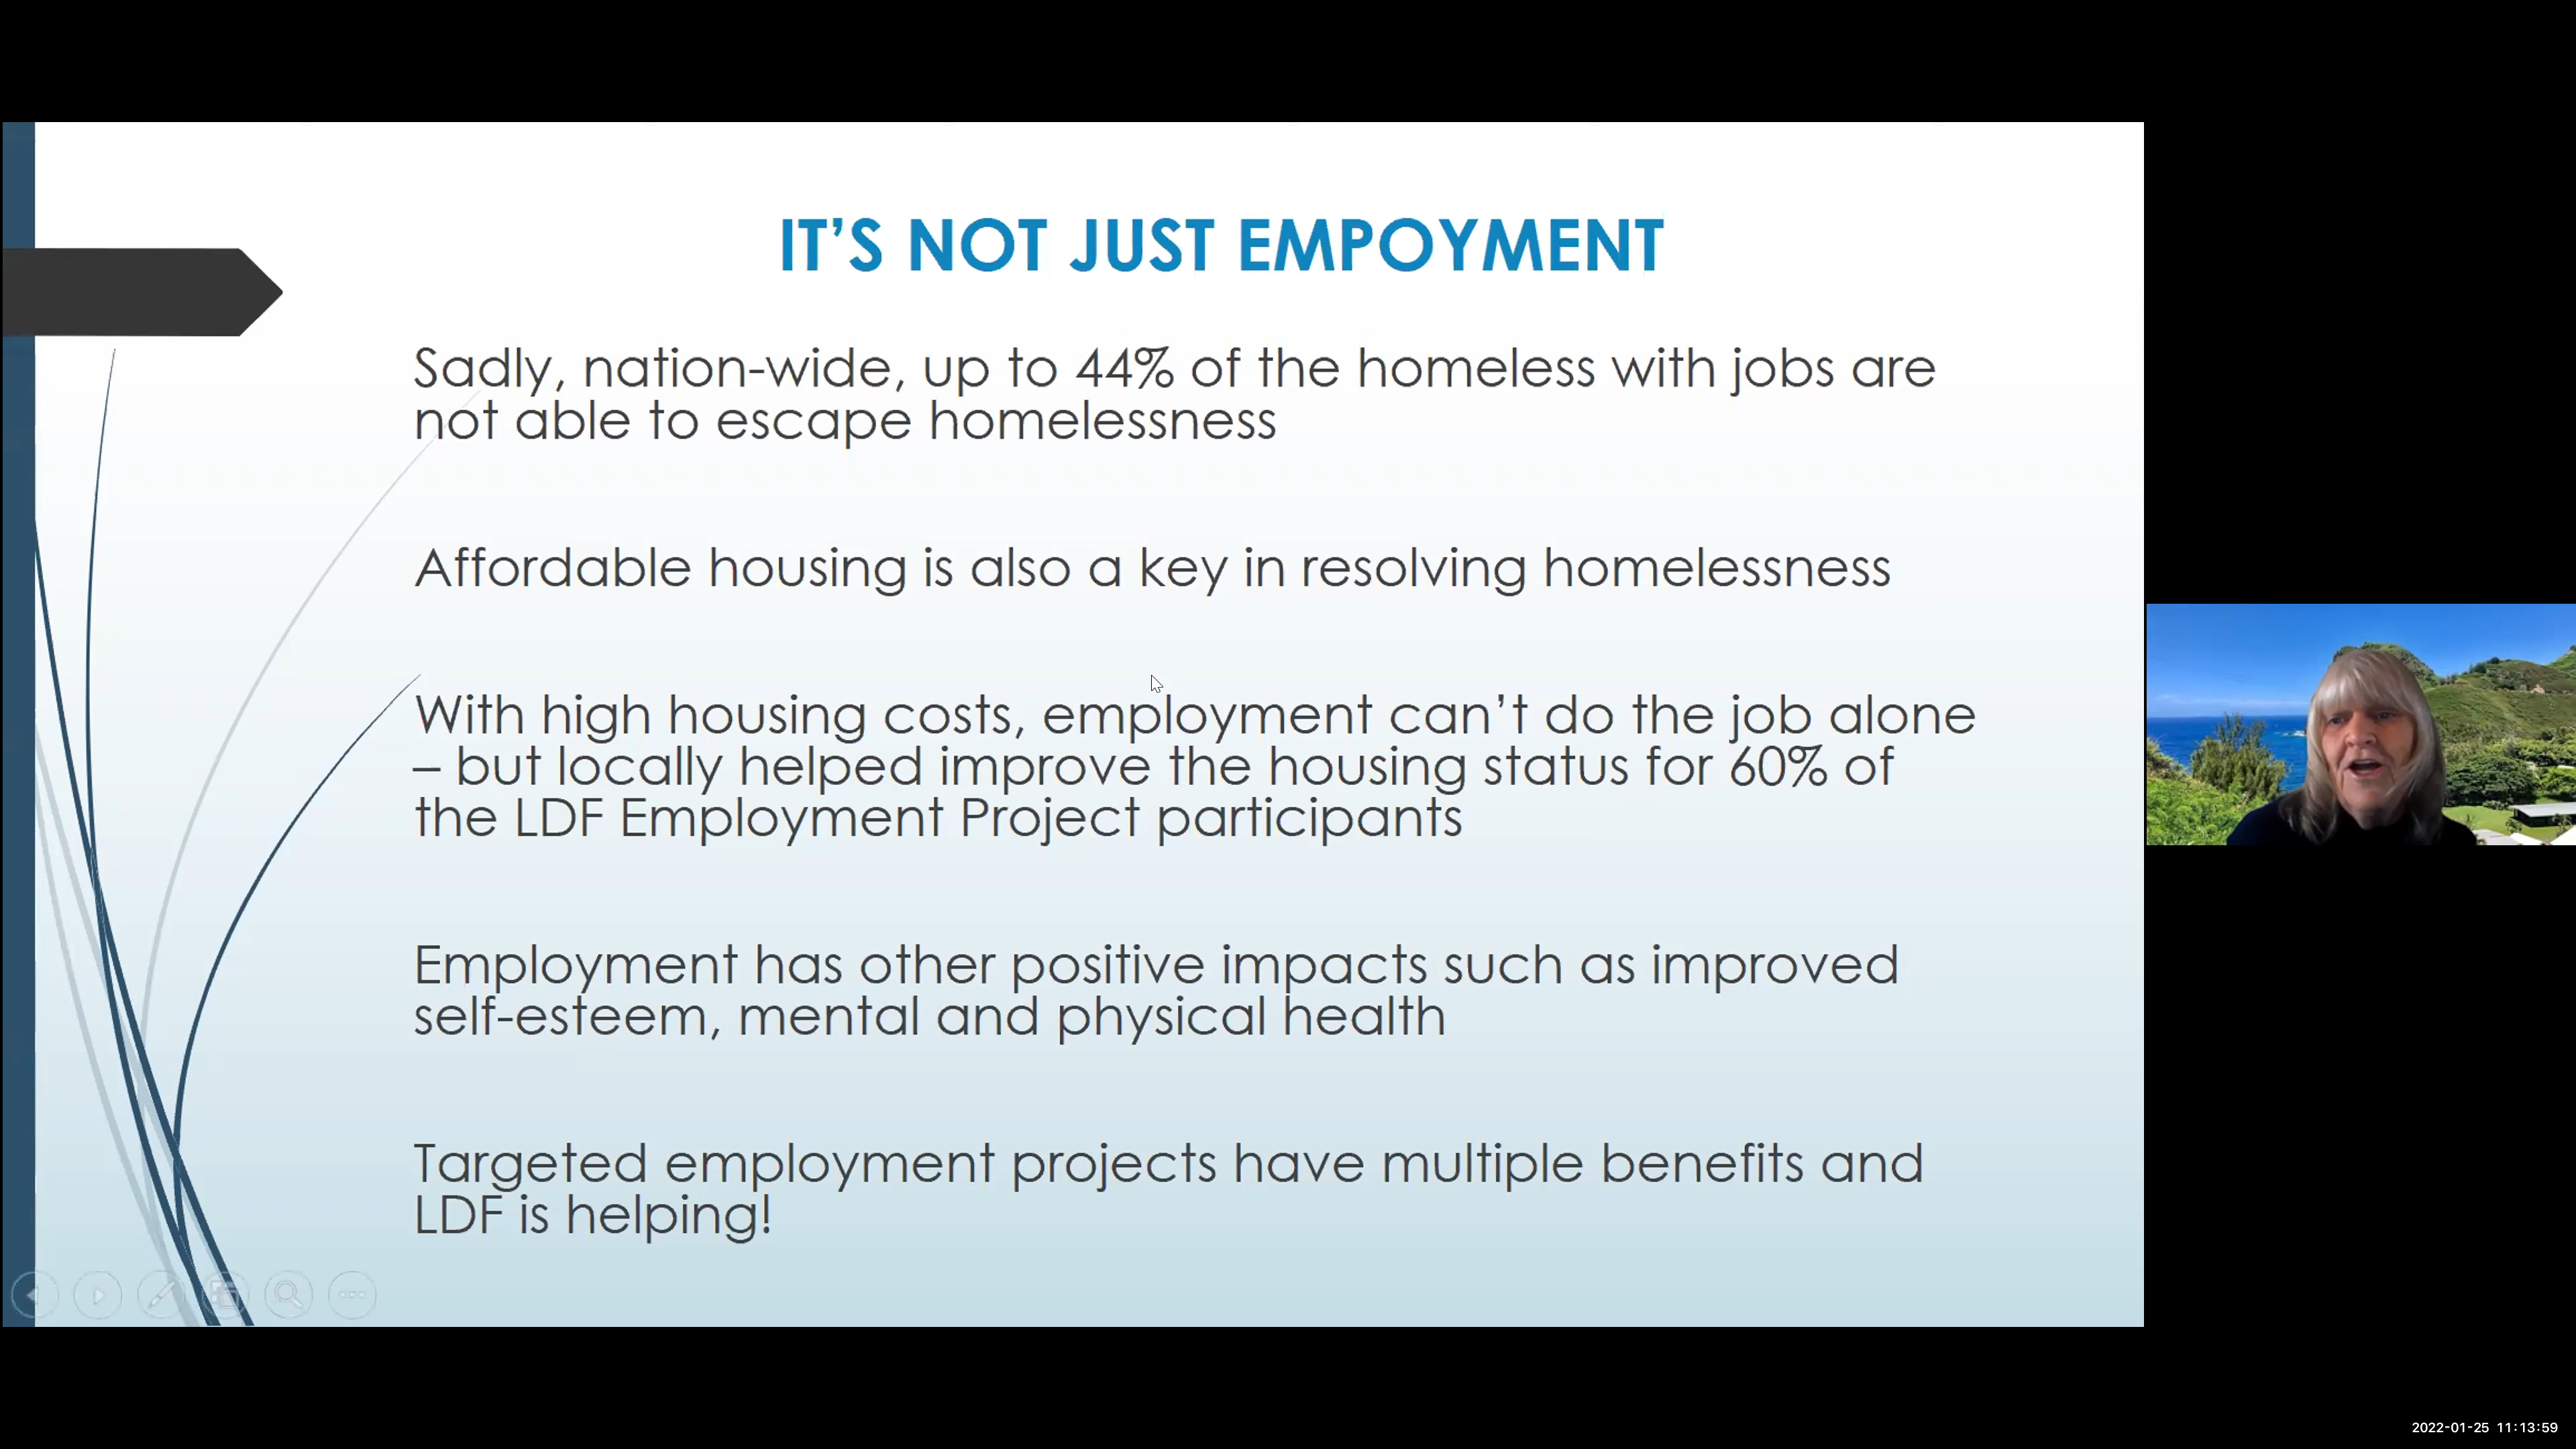 IT'S NOT JUST EMPOYMENT
Sadly, nation-wide, up to 44% of the homeless with jobs are
not able to escape homelessness
Affordable housing is also a key in resolving homelessness
With high housing costs, employment can't do the job alone
– but locally helped improve the housing status for 60% of
the LDF Employment Project participants
Employment has other positive impacts such as improved
self-esteem, mental and physical health
Targeted employment projects have multiple benefits and
LDF is helping!
2022-01-25 11:13:59